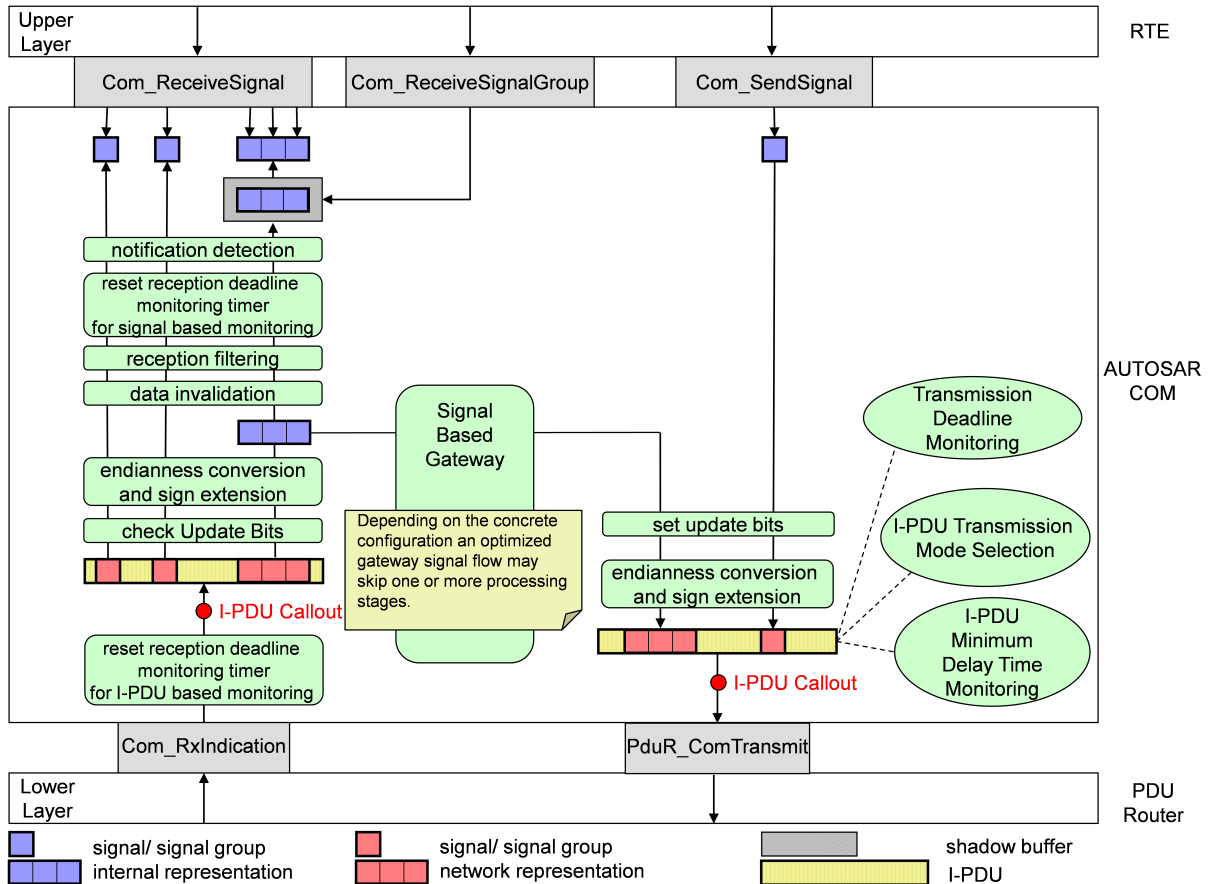 Upper
Layer
RTE
Com_ReceiveSignal
Com_ReceiveSignalGroup
Com_SendSignal
notification detection
reset reception deadline
monitoring timer
for signal based monitoring
reception filtering
data invalidation
endianness conversion
and sign extension
check Update Bits
I-PDU Callout
reset reception deadline
monitoring timer
for I-PDU based monitoring
Signal
Based
Gateway
Depending on the concrete
configuration an optimized
gateway signal flow may
skip one or more processing
stages.
set update bits
endianness conversion
and sign extension
I-PDU Callout
Transmission
Deadline
Monitoring
I-PDU Transmission
Mode Selection
I-PDU
Minimum
Delay Time
Monitoring
AUTOSAR
COM
Com_RxIndication
PduR_ComTransmit
Lower
Layer
PDU
Router
signal/ signal group
internal representation
signal/ signal group
network representation
shadow buffer
I-PDU